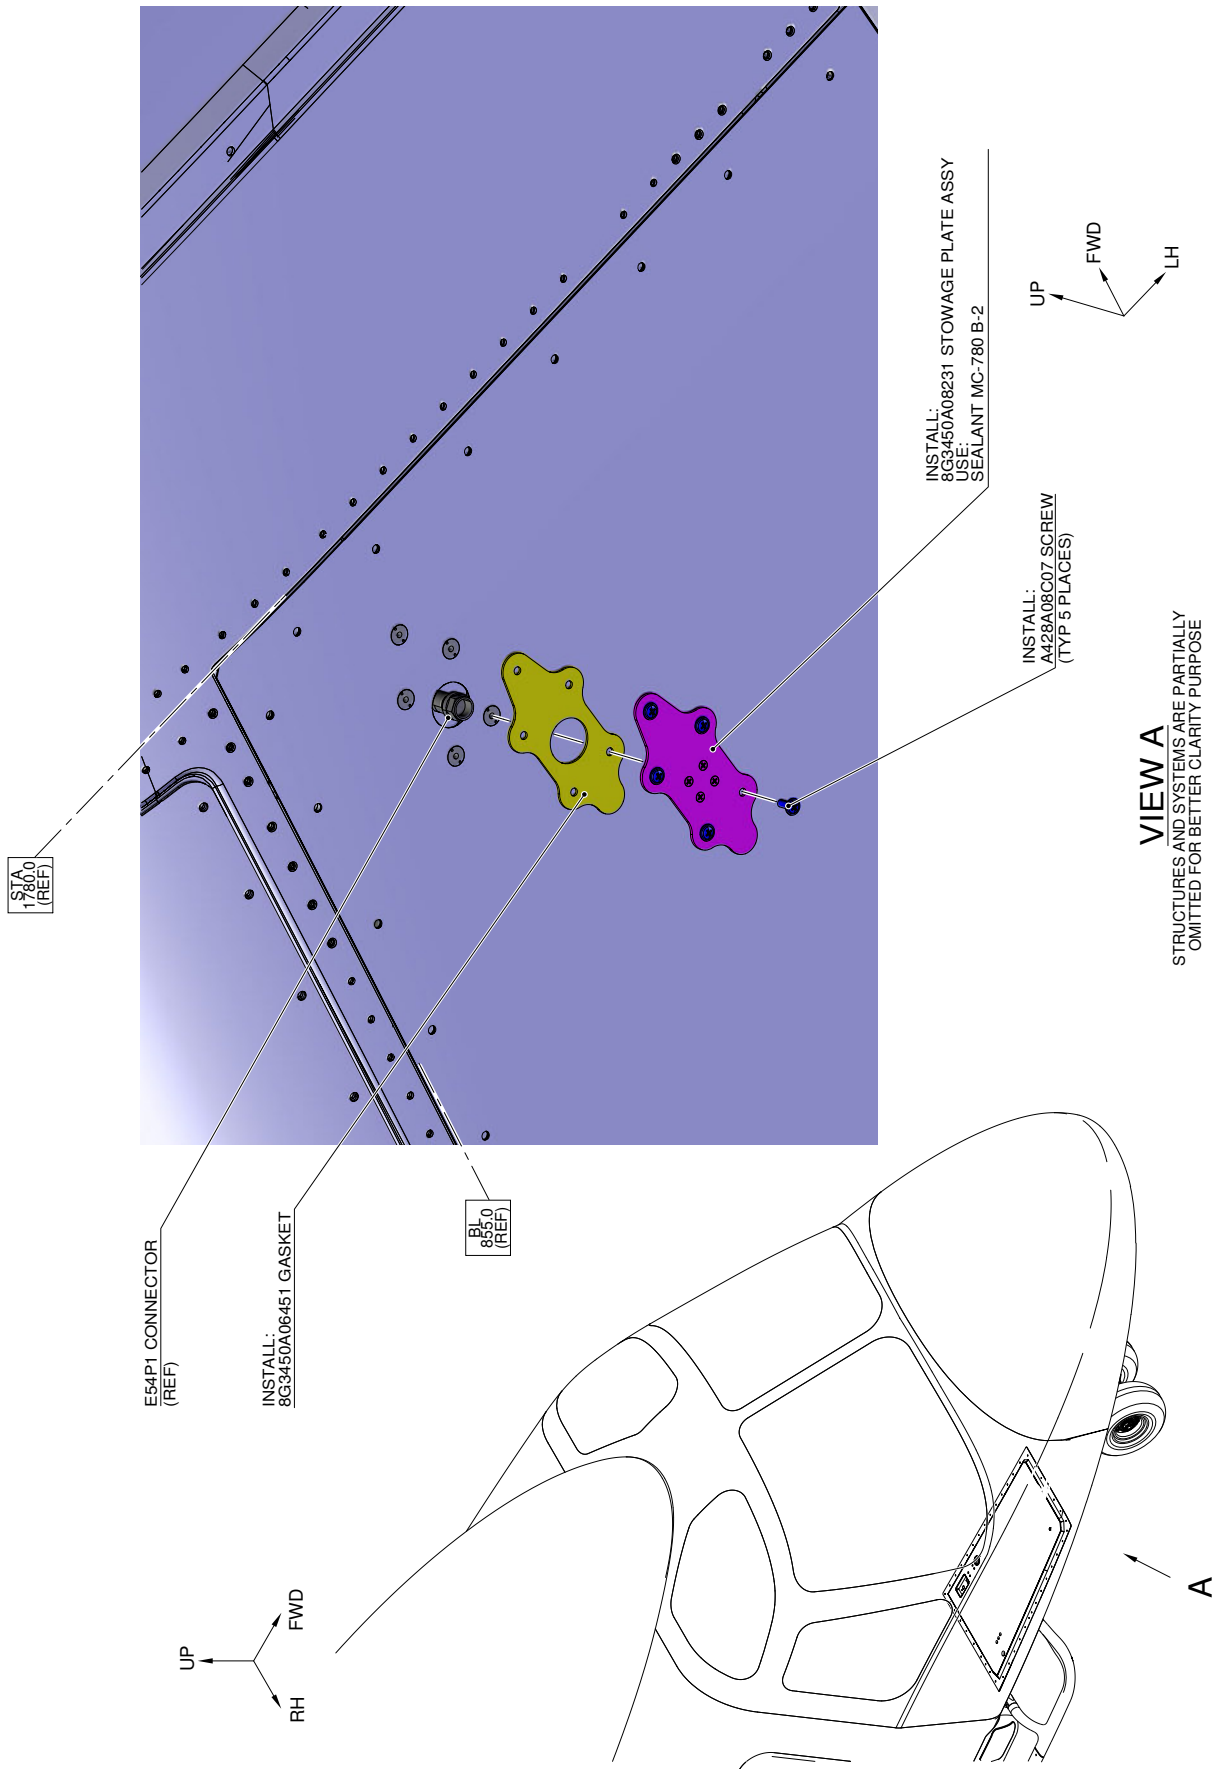 STA
1780.0
(REF)
E54P1 CONNECTOR
(REF)
INSTALL:
8G3450A06451 GASKET
BL
855.0
(REF)
INSTALL:
8G3450A08231 STOWAGE PLATE ASSY
USE:
SEALANT MC-780 B-2
INSTALL:
A428A08C07 SCREW
(TYP 5 PLACES)
UP
FWD
LH
VIEW A
STRUCTURES AND SYSTEMS ARE PARTIALLY
OMITTED FOR BETTER CLARITY PURPOSE
UP
FWD
RH
A